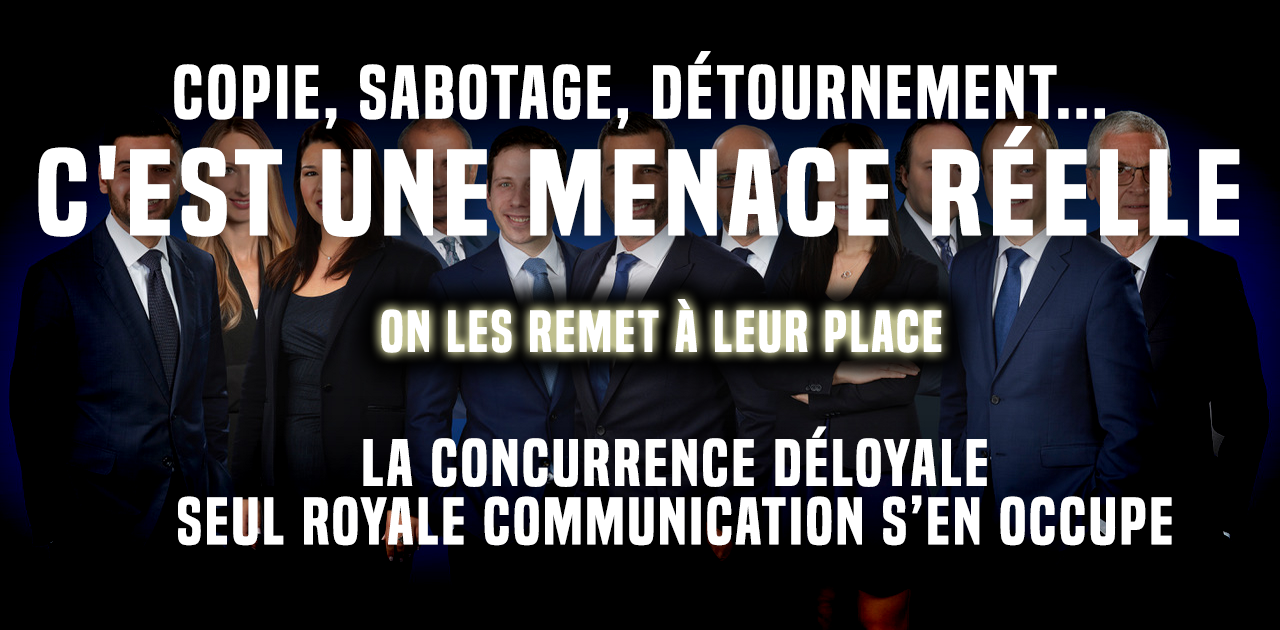 COPIE, SABOTAGE, DÉTOURNEMENT...
C'EST UNE MENACE RÉELLE
ON LES REMET À LEUR PLACE
LA CONCURRENCE DÉLOYALE
SEUL ROYALE COMMUNICATION S’EN OCCUPE